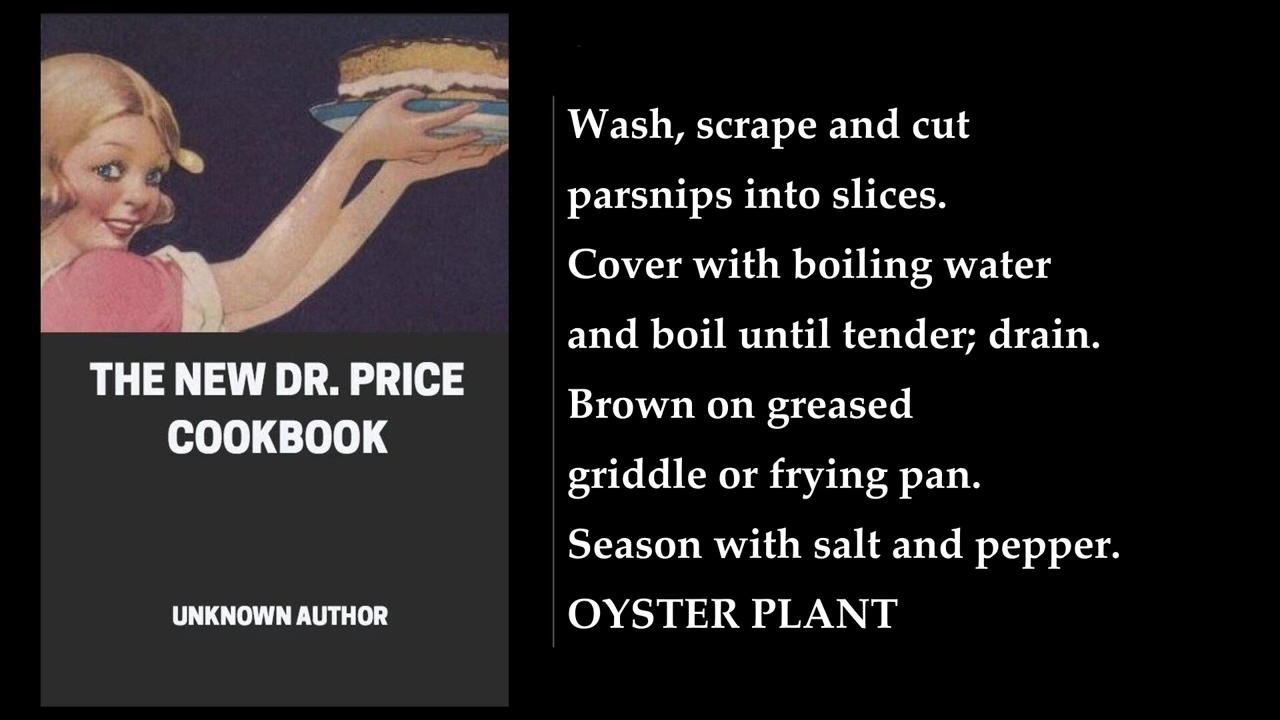 THE NEW DR. PRICE
COOKBOOK
UNKNOWN AUTHOR
Wash, scrape and cut
parsnips into slices.
Cover with boiling water
and boil until tender; drain.
Brown on greased
griddle or frying pan.
Season with salt and pepper.
OYSTER PLANT